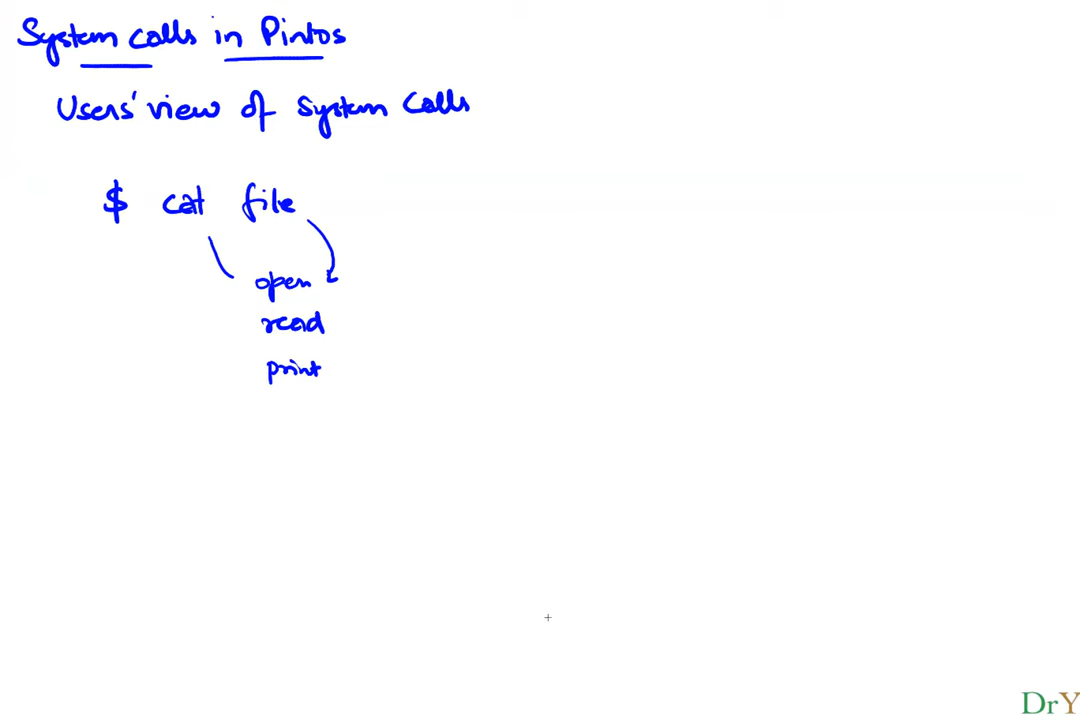 System calls in Pintos
Users' view of System Calls
$ cat file
open
read
print
DrY